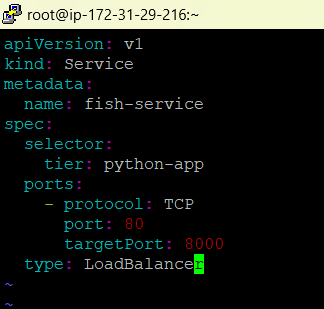 root@ip-172-31-29-216:~
apiVersion: v1
kind: Service
metadata:
  name: fish-service
spec:
  selector:
    tier: python-app
  ports:
    - protocol: TCP
      port: 80
      targetPort: 8000
  type: LoadBalancer
~
~